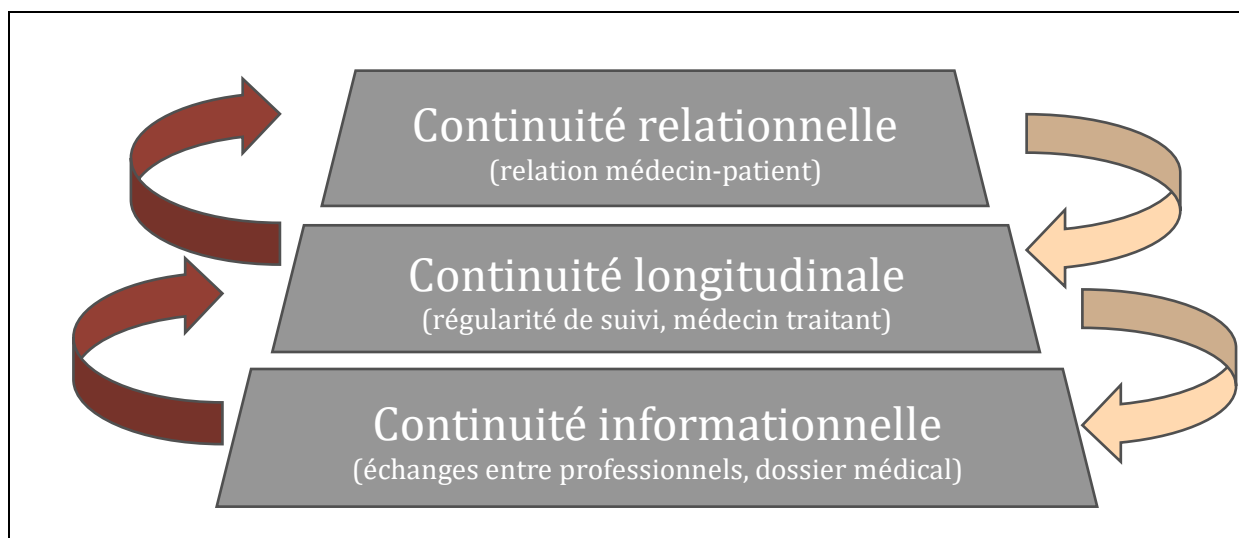 Continuité relationnelle
(relation médecin-patient)
Continuité longitudinale
(régularité de suivi, médecin traitant)
Continuité informationnelle
(échanges entre professionnels, dossier médical)